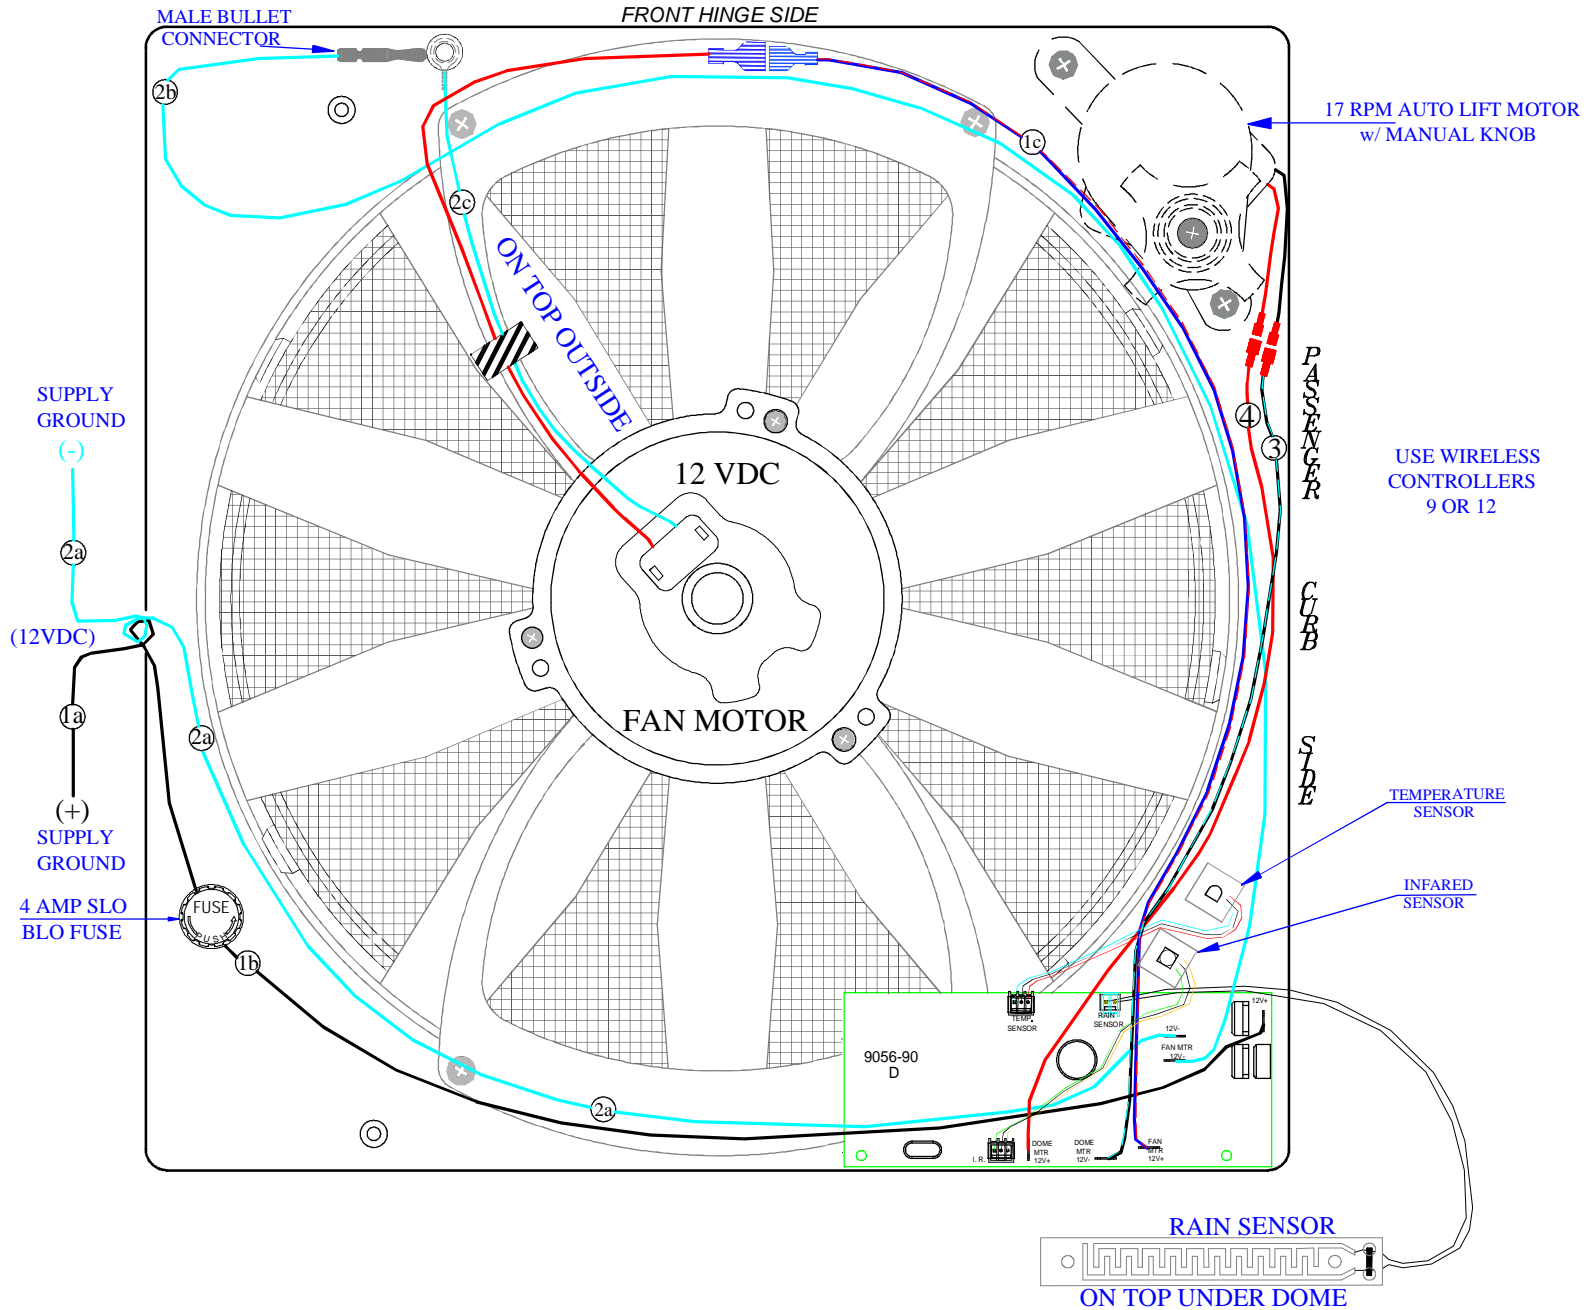 FRONT HINGE SIDE
MALE BULLET
CONNECTOR
2b
2c
1c
17 RPM AUTO LIFT MOTOR
w/ MANUAL KNOB
ON TOP OUTSIDE
PASSENGER
CURB
SIDE
4
3
USE WIRELESS
CONTROLLERS
9 OR 12
SUPPLY
GROUND
(-)
2a
(12VDC)
1a
(+)
SUPPLY
GROUND
2a
12 VDC
FAN MOTOR
4 AMP SLO
BLO FUSE
FUSE
PUSH
1b
2a
TEMPERATURE
SENSOR
INFARED
SENSOR
TEMP.
SENSOR
RAIN
SENSOR
12V+
12V-
FAN MTR
12V-
9056-90
D
I. R.
DOME
MTR
12V+
DOME
MTR
12V-
FAN
MTR
12V+
RAIN SENSOR
ON TOP UNDER DOME